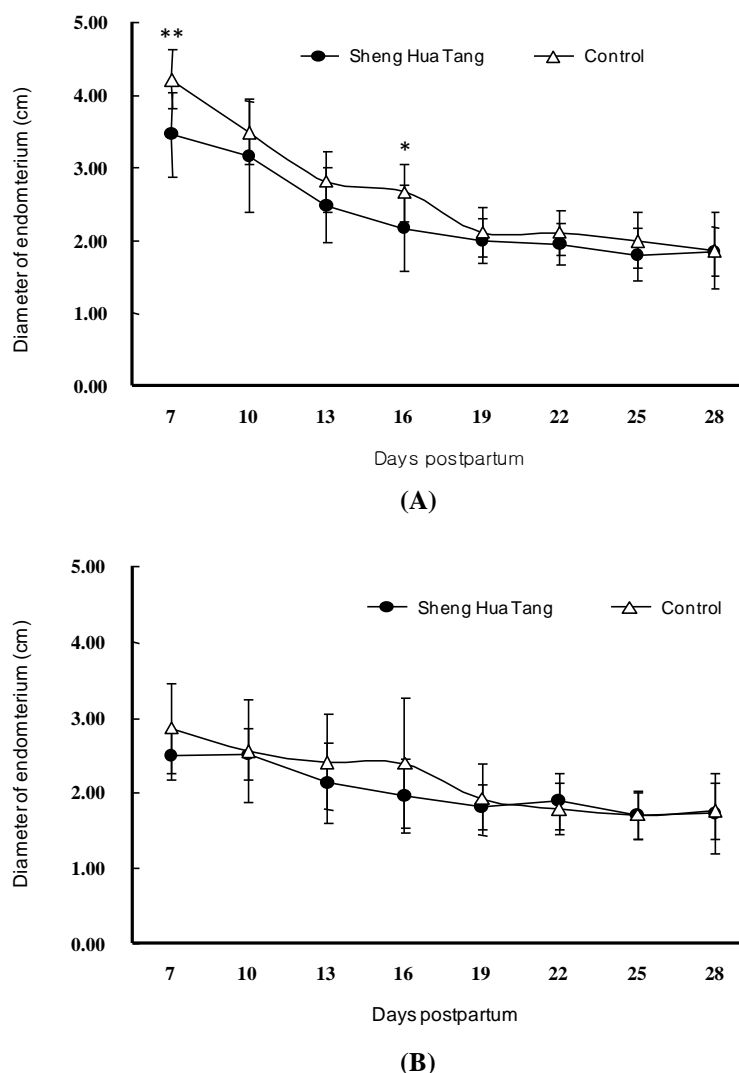 5.00
**
Sheng Hua Tang
Control
4.00
*
3.00
2.00
1.00
0.00
Diameter of endomterium (cm)
7 10 13 16 19 22 25 28
Days postpartum
(A)
5.00
Sheng Hua Tang
Control
4.00
3.00
2.00
1.00
0.00
Diameter of endomterium (cm)
7 10 13 16 19 22 25 28
Days postpartum
(B)